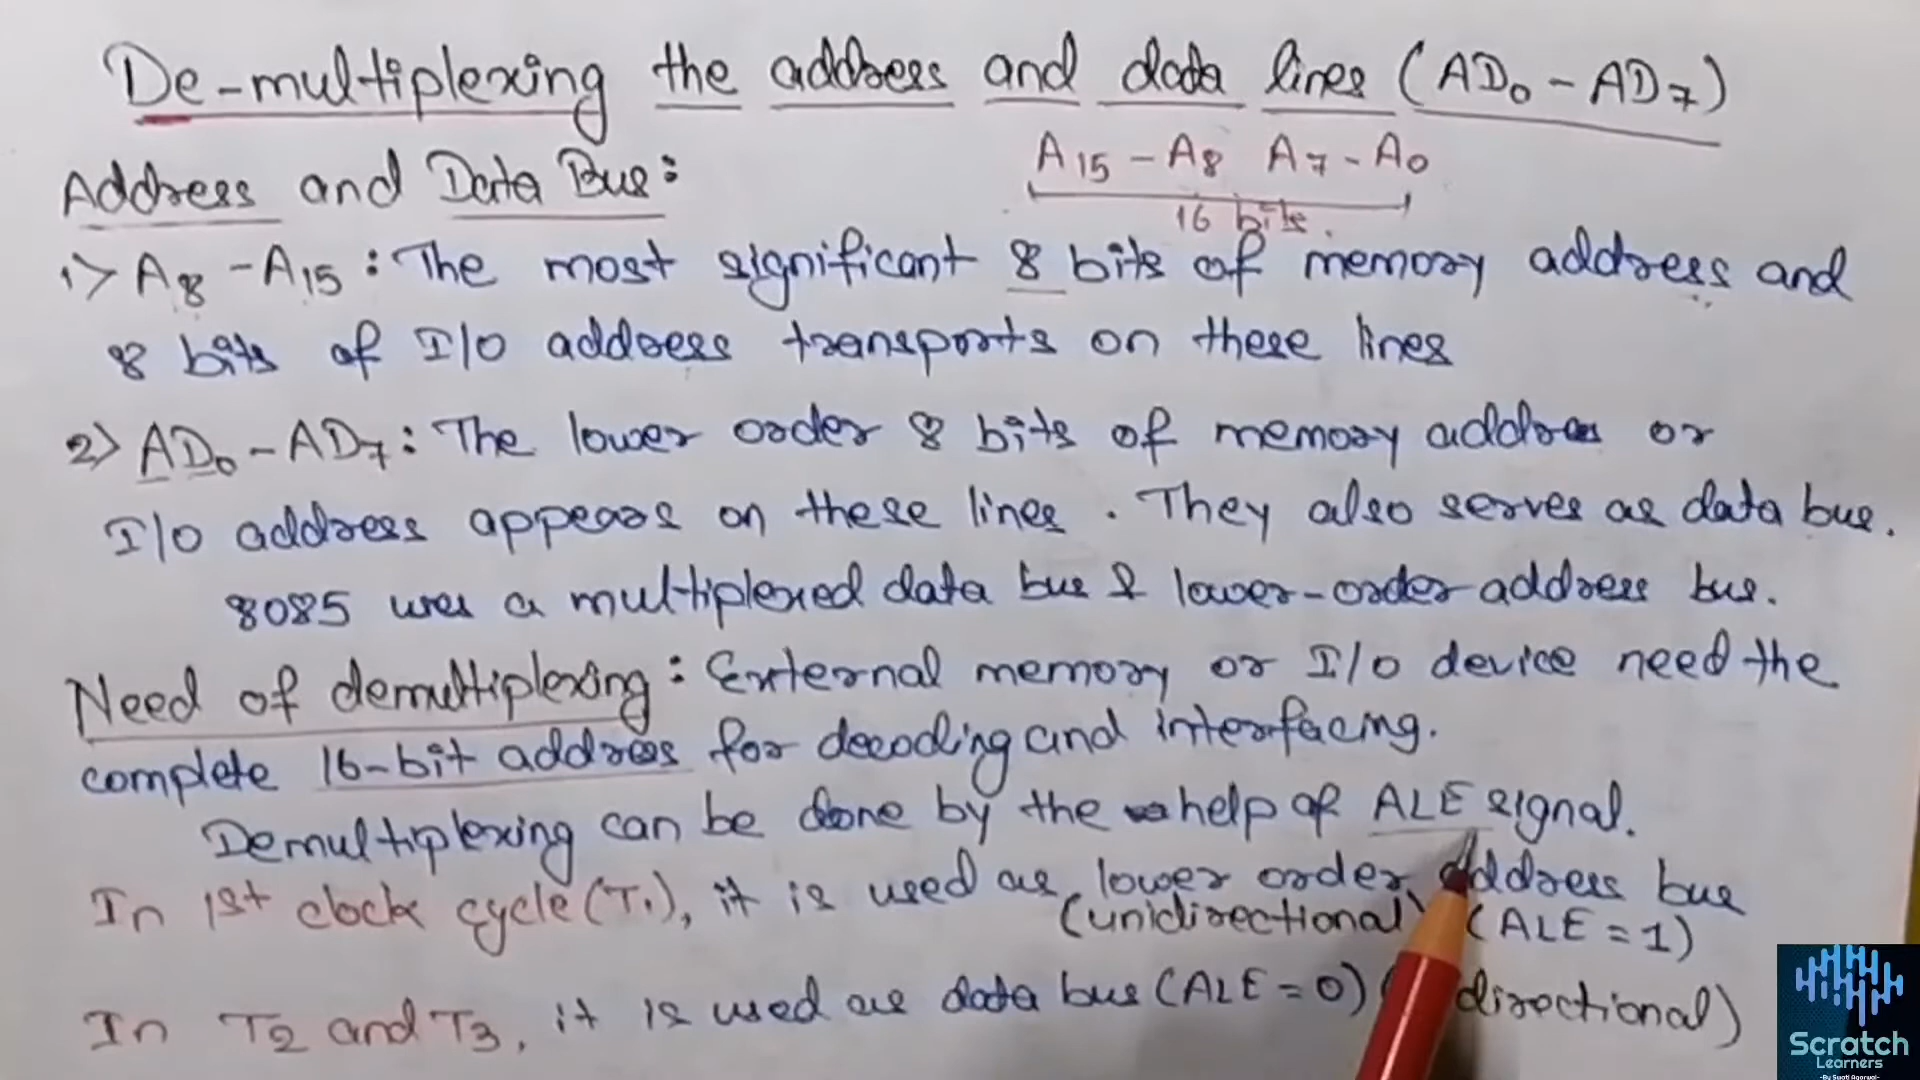 De-multiplexing the address and data lines (AD0 - AD7)
A15 - A8 A7 - A0
Address and Data Bus:
16 bits.
1> A8 - A15 : The most significant 8 bits of memory address and
8 bits of I/O address transports on these lines
2> AD0 - AD7 : The lower order 8 bits of memory address or
I/O address appears on these lines. They also serves as data bus.
8085 uses a multiplexed data bus & lower-order address bus.
Need of demultiplexing: External memory or I/O device need the
complete 16-bit address for decoding and interfacing.
Demultiplexing can be done by the help of ALE signal.
In 1st clock cycle (T1), it is used as lower order address bus
(unidirectional) (ALE = 1)
In T2 and T3, it is used as data bus (ALE = 0) ( directional)
Scratch
Learners
-By Swati Agarwal-